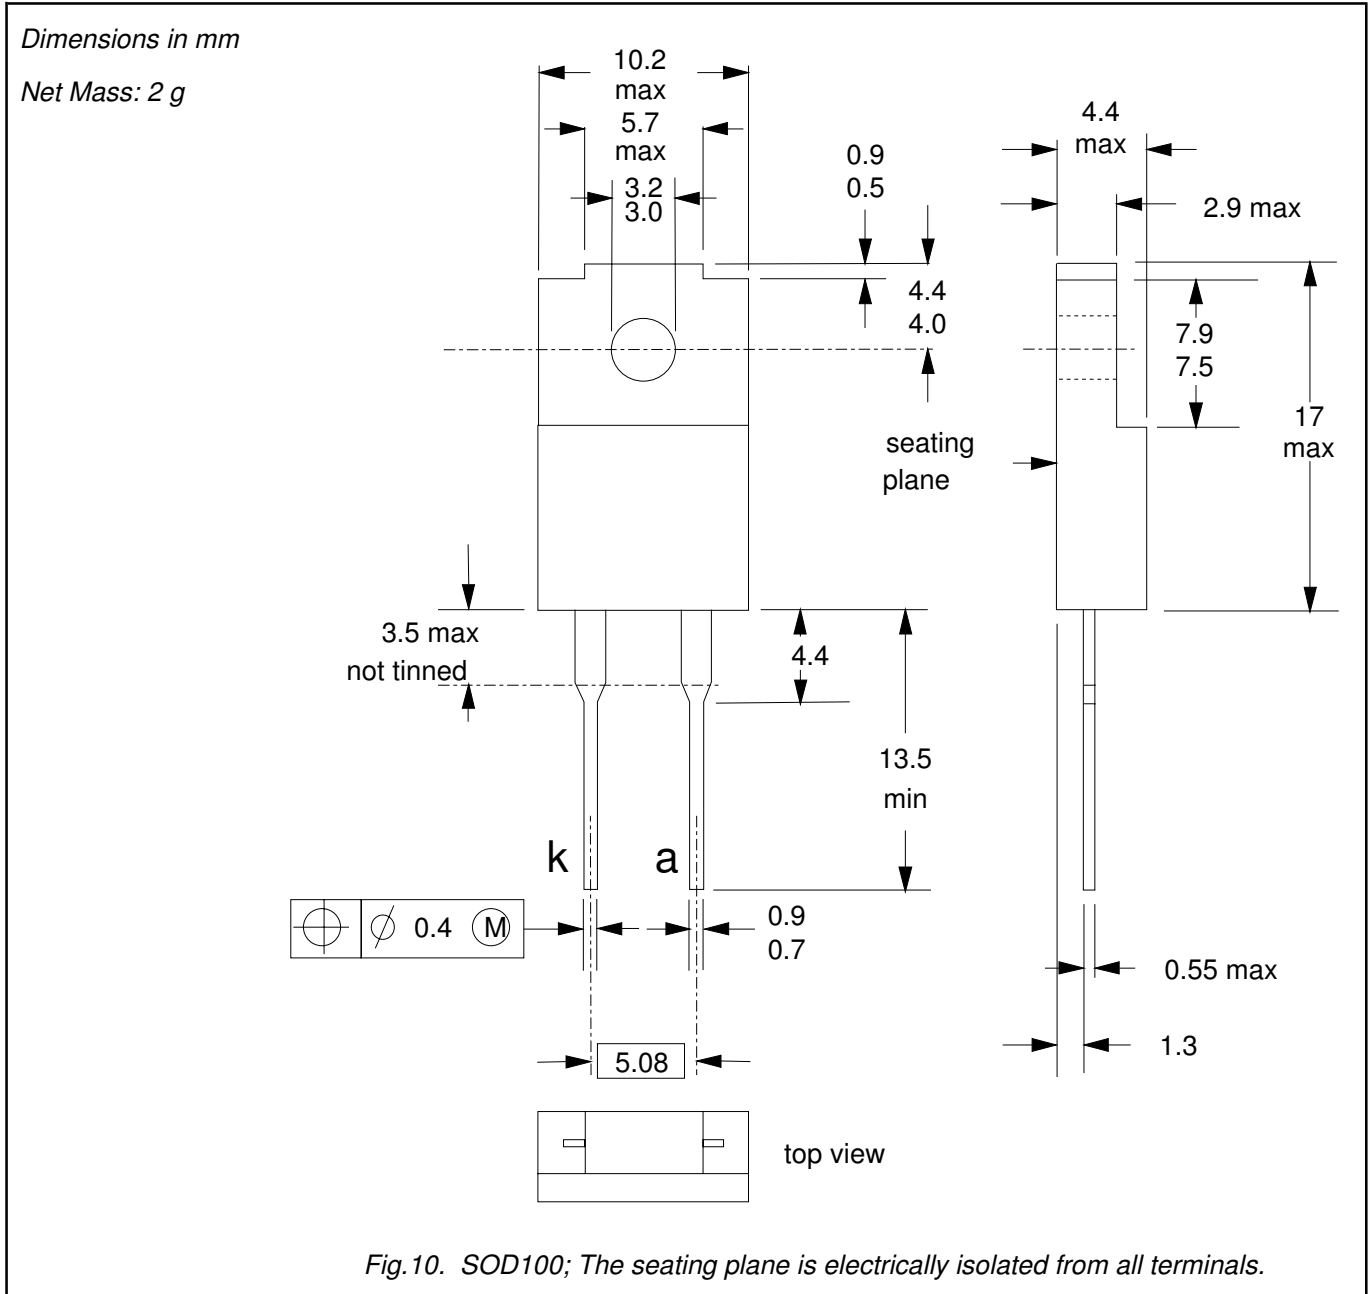 Dimensions in mm
Net Mass: 2 g
10.2
max
5.7
max
3.2
3.0
0.9
0.5
4.4
4.0
4.4
max
2.9 max
7.9
7.5
17
max
seating
plane
3.5 max
not tinned
4.4
13.5
min
k
a
0.4 M
0.9
0.7
0.55 max
1.3
5.08
top view
Fig.10. SOD100; The seating plane is electrically isolated from all terminals.